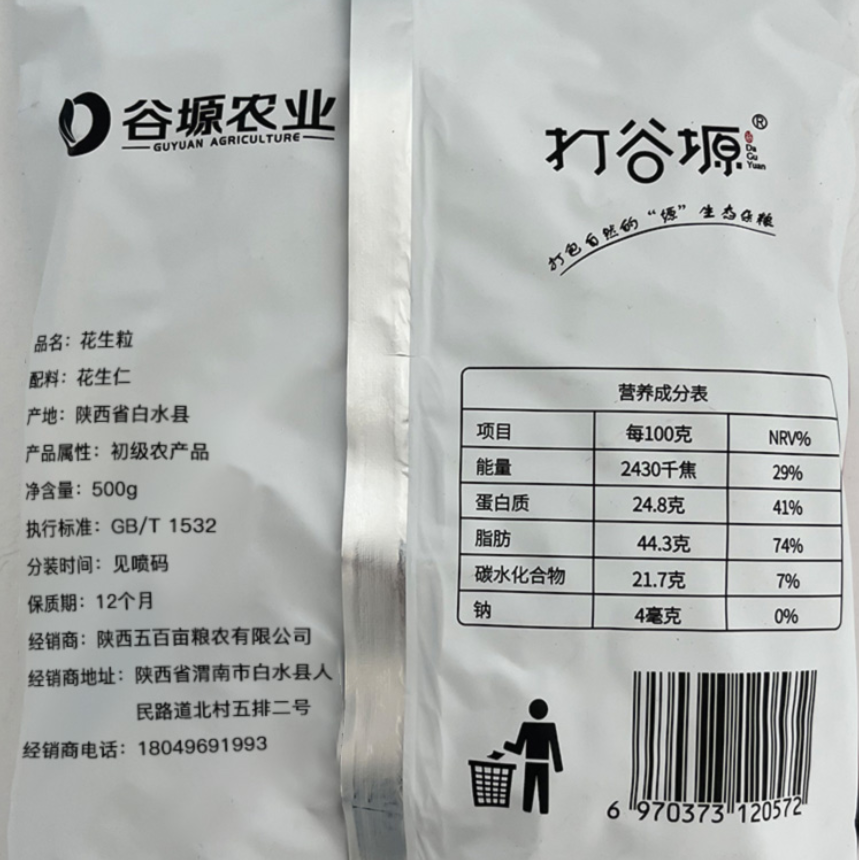 谷塬农业
GUYUAN AGRICULTURE
品名：花生粒
配料：花生仁
产地：陕西省白水县
产品属性：初级农产品
净含量：500g
执行标准：GB/T 1532
分装时间：见喷码
保质期：12个月
经销商：陕西五百亩粮农有限公司
经销商地址：陕西省渭南市白水县人
民路道北村五排二号
经销商电话：18049691993
打谷塬®
Da
Gu
Yuan
打包自然的“塬”生态杂粮
营养成分表
项目 每100克 NRV%
能量 2430千焦 29%
蛋白质 24.8克 41%
脂肪 44.3克 74%
碳水化合物 21.7克 7%
钠 4毫克 0%
6 970373 120572